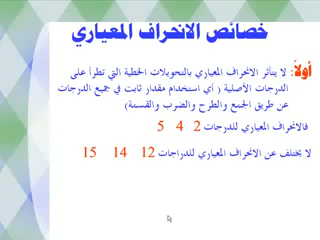 خصائص الانحراف المعياري
أولاً: لا يتأثر الانحراف المعياري بالتحويلات الخطية التي تطرأ على
الدرجات الأصلية ( أي استخدام مقدار ثابت في جميع الدرجات
عن طريق الجمع والطرح والضرب والقسمة)
فالانحراف المعياري للدرجات 2 4 5
لا يختلف عن الانحراف المعياري للدراجات 12 14 15